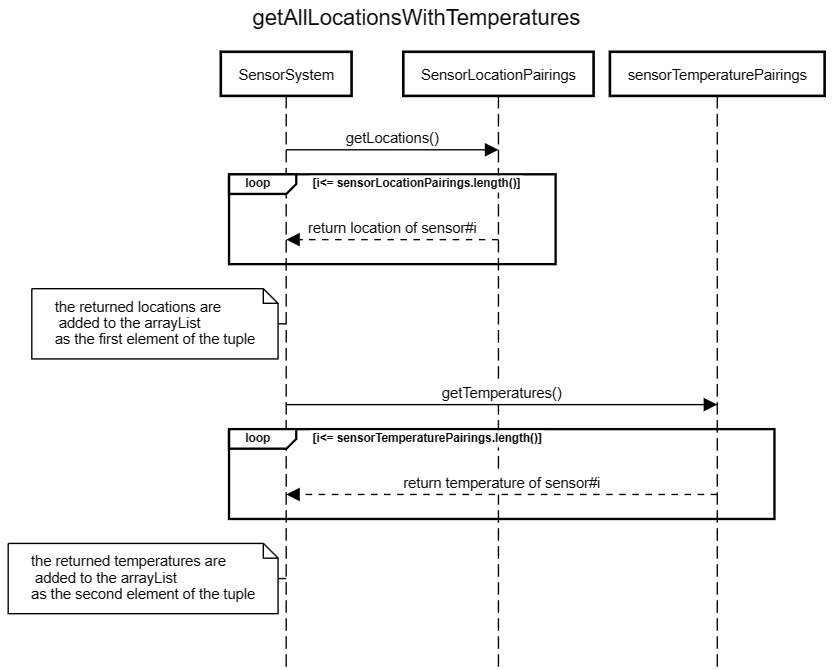 getAllLocationsWithTemperatures
SensorSystem
SensorLocationPairings
sensorTemperaturePairings
getLocations()
loop
[i<= sensorLocationPairings.length()]
return location of sensor#i
the returned locations are
added to the arrayList
as the first element of the tuple
getTemperatures()
loop
[i<= sensorTemperaturePairings.length()]
return temperature of sensor#i
the returned temperatures are
added to the arrayList
as the second element of the tuple